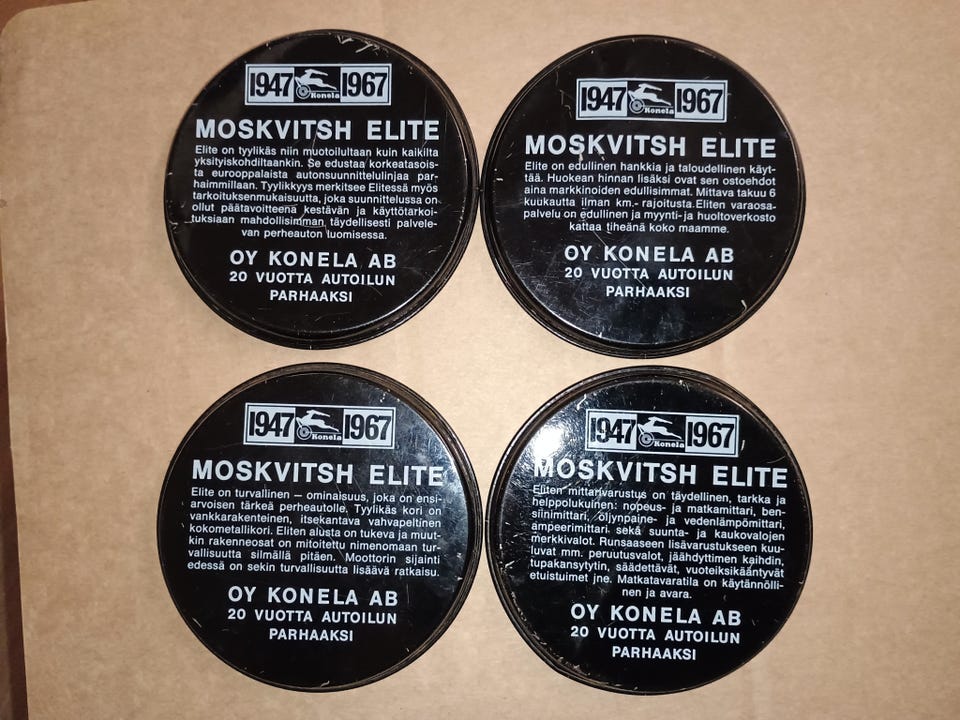 1947 Konela 1967
MOSKVITSH ELITE
Elite on tyylikäs niin muotoilultaan kuin kaikilta
yksityiskohdiltaankin. Se edustaa korkeatasois-
ta eurooppalaista autonsuunnittelulinjaa par-
haimmillaan. Tyylikkyys merkitsee Elitessä myös
tarkoituksenmukaisuutta, joka suunnittelussa on
ollut päätavoitteena kestävän ja käyttötarkoi-
tuksiaan mahdollisimman täydellisesti palvele-
van perheauton luomisessa.
OY KONELA AB
20 VUOTTA AUTOILUN
PARHAAKSI
1947 Konela 1967
MOSKVITSH ELITE
Elite on edullinen hankkia ja taloudellinen käyt-
tää. Huokean hinnan lisäksi ovat sen ostoehdot
aina markkinoiden edullisimmat. Mittava takuu 6
kuukautta ilman km.- rajoitusta.Eliten varaosa-
palvelu on edullinen ja myynti- ja huoltoverkosto
kattaa tiheänä koko maamme.
OY KONELA AB
20 VUOTTA AUTOILUN
PARHAAKSI
1947 Konela 1967
MOSKVITSH ELITE
Elite on turvallinen – ominaisuus, joka on ensi-
arvoisen tärkeä perheautolle. Tyylikäs kori on
vankkarakenteinen, itsekantava vahvapeltinen
kokometallikori. Eliten alusta on tukeva ja muut-
kin rakenneosat on mitoitettu nimenomaan tur-
vallisuutta silmällä pitäen. Moottorin sijainti
edessä on sekin turvallisuutta lisäävä ratkaisu.
OY KONELA AB
20 VUOTTA AUTOILUN
PARHAAKSI
1947 Konela 1967
MOSKVITSH ELITE
Eliten mittarivarustus on täydellinen, tarkka ja
helppolukuinen: nopeus- ja matkamittari, ben-
siinimittari, öljynpaine- ja vedenlämpömittari,
ampeerimittari sekä suunta- ja kaukovalojen
merkkivalot. Runsaaseen lisävarustukseen kuu-
luvat mm. peruutusvalot, jäähdyttimen kaihdin,
tupakansytytin, säädettävät, vuoteiksikääntyvät
etuistuimet jne. Matkatavaratila on käytännölli-
nen ja avara.
OY KONELA AB
20 VUOTTA AUTOILUN
PARHAAKSI